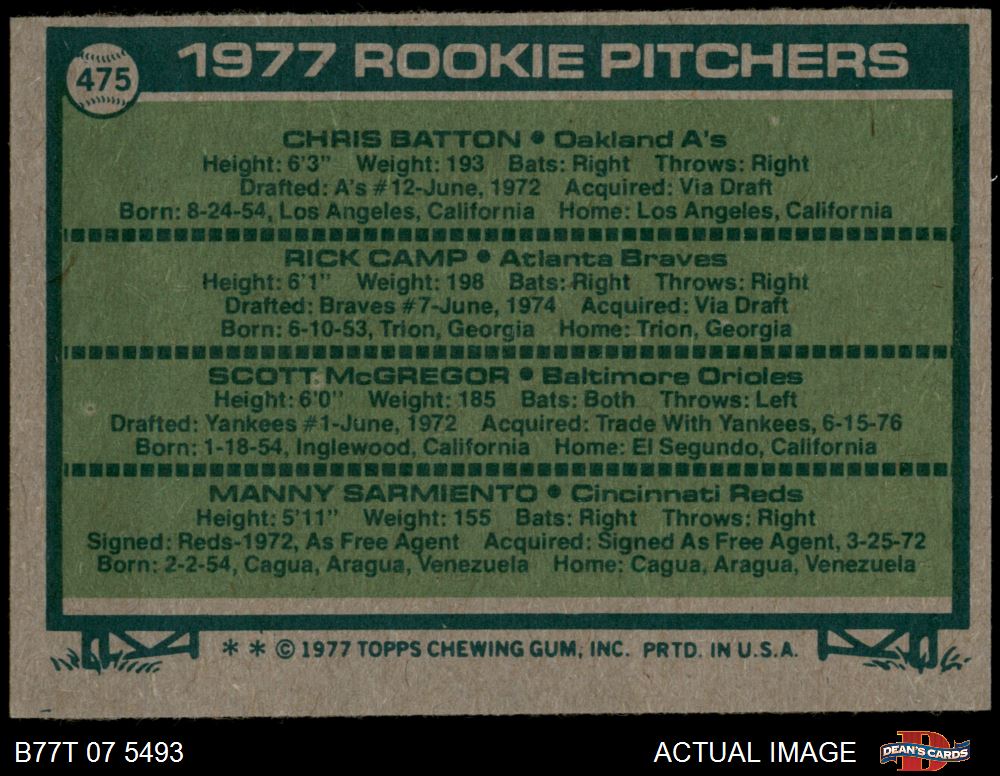 475
1977 ROOKIE PITCHERS
CHRIS BATTON • Oakland A's
Height: 6'3" Weight: 193 Bats: Right Throws: Right
Drafted: A's #12-June, 1972 Acquired: Via Draft
Born: 8-24-54, Los Angeles, California Home: Los Angeles, California
RICK CAMP • Atlanta Braves
Height: 6'1" Weight: 198 Bats: Right Throws: Right
Drafted: Braves #7-June, 1974 Acquired: Via Draft
Born: 6-10-53, Trion, Georgia Home: Trion, Georgia
SCOTT McGREGOR • Baltimore Orioles
Height: 6'0" Weight: 185 Bats: Both Throws: Left
Drafted: Yankees #1-June, 1972 Acquired: Trade With Yankees, 6-15-76
Born: 1-18-54, Inglewood, California Home: El Segundo, California
MANNY SARMIENTO • Cincinnati Reds
Height: 5'11" Weight: 155 Bats: Right Throws: Right
Signed: Reds-1972, As Free Agent Acquired: Signed As Free Agent, 3-25-72
Born: 2-2-54, Cagua, Aragua, Venezuela Home: Cagua, Aragua, Venezuela
* * © 1977 TOPPS CHEWING GUM, INC. PRTD. IN U.S.A.
B77T 07 5493 ACTUAL IMAGE D DEAN'S CARDS